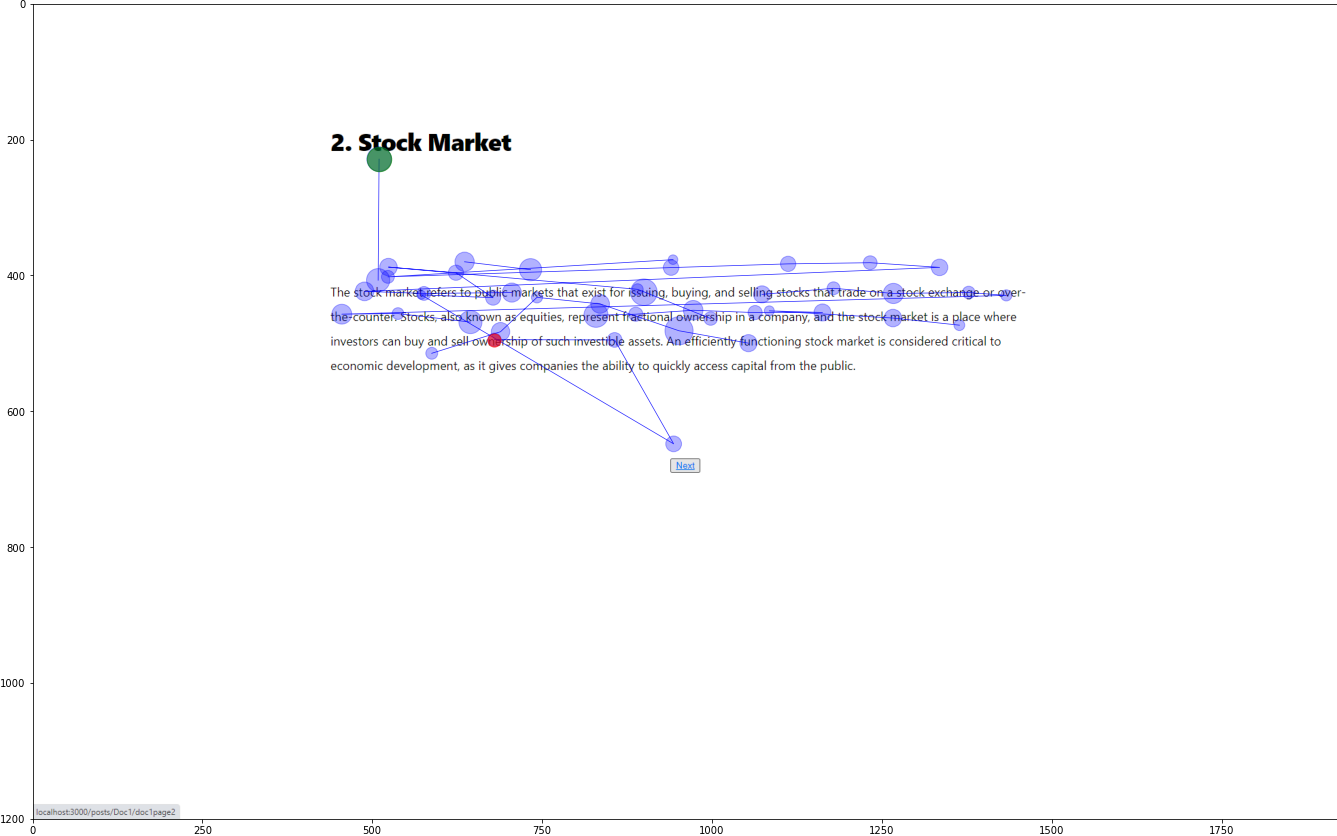 0
200
2. Stock Market
400
The stock market refers to public markets that exist for issuing, buying, and selling stocks that trade on a stock exchange or over-
the-counter. Stocks, also known as equities, represent fractional ownership in a company, and the stock market is a place where
investors can buy and sell ownership of such investible assets. An efficiently functioning stock market is considered critical to
economic development, as it gives companies the ability to quickly access capital from the public.
600
Next
800
1000
localhost:3000/posts/Doc1/doc1page2
1200
0 250 500 750 1000 1250 1500 1750